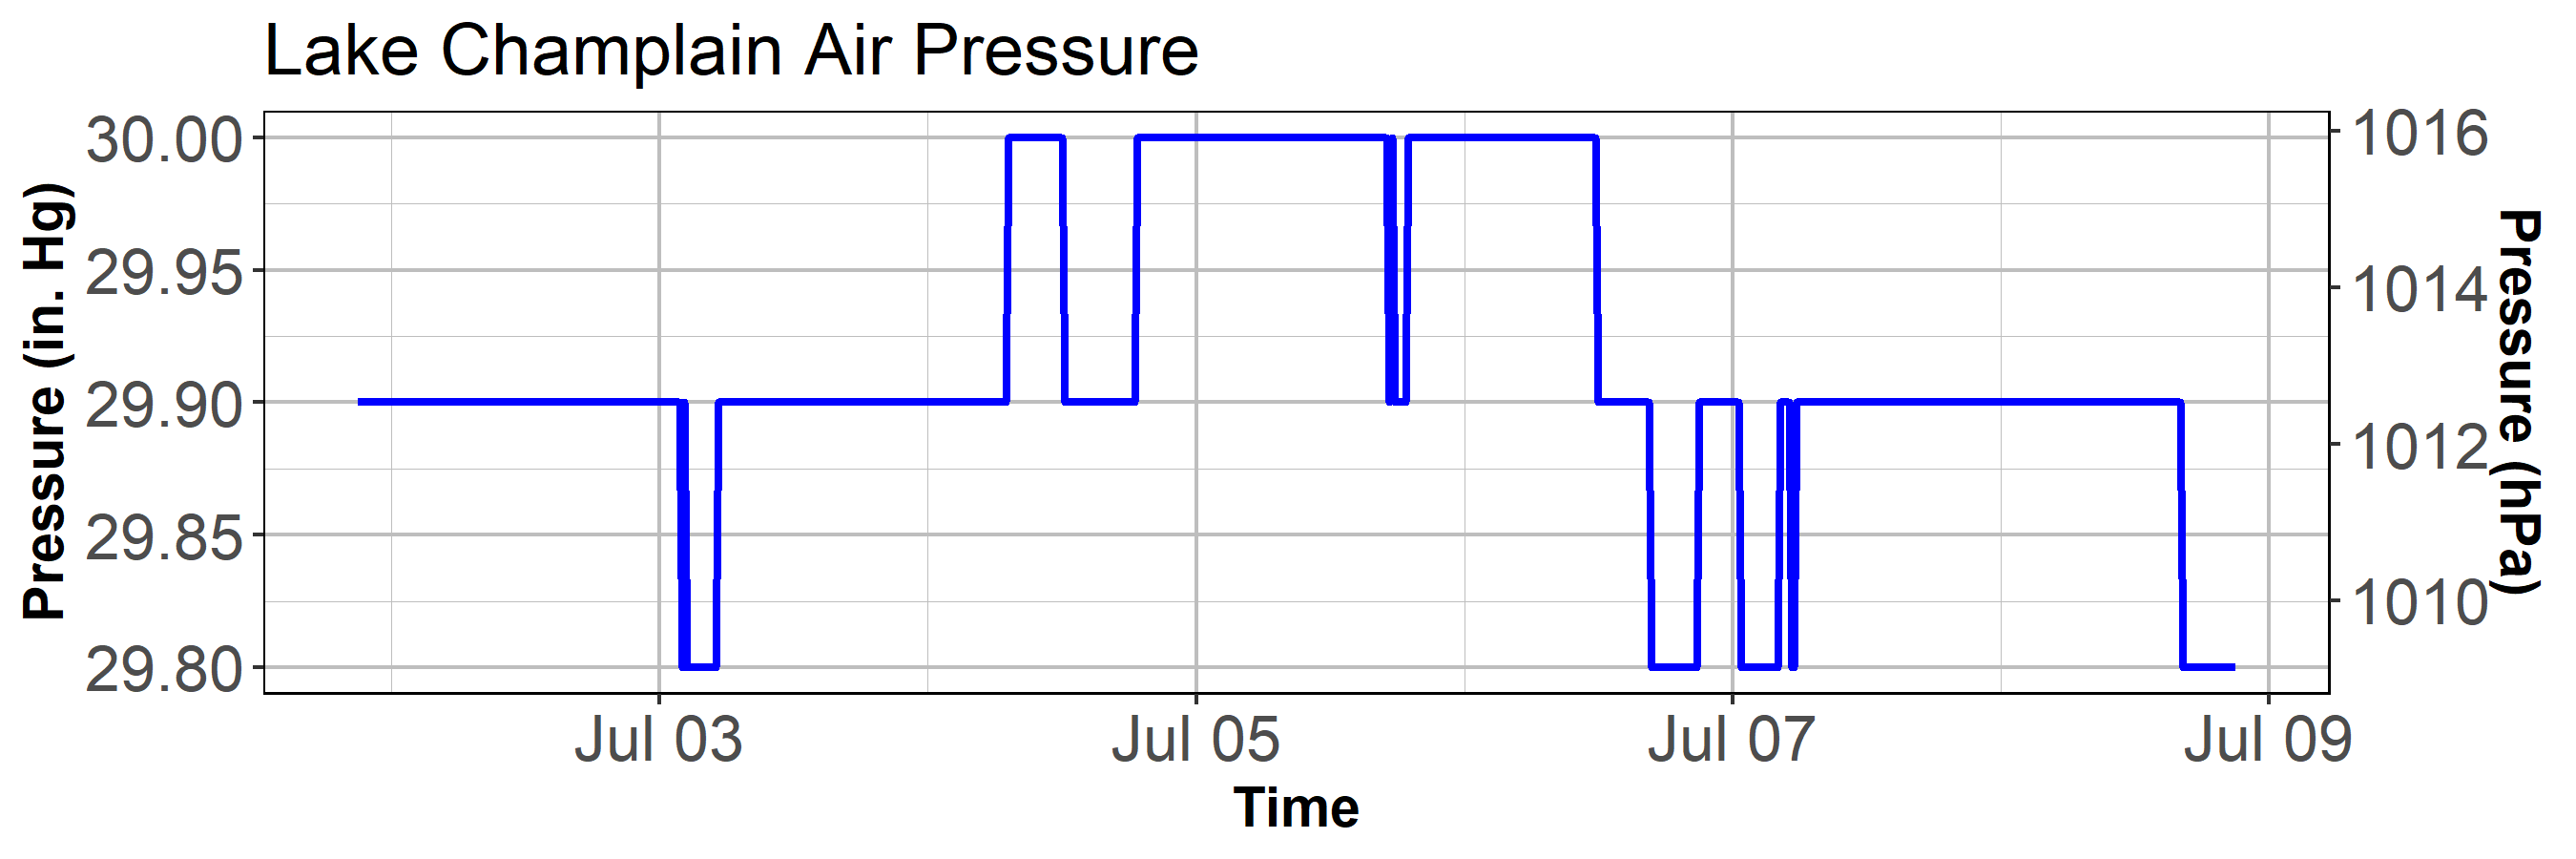 Lake Champlain Air Pressure
Pressure (in. Hg)
30.00
29.95
29.90
29.85
29.80
1016
1014
1012
1010
Pressure (hPa)
Jul 03 Jul 05 Jul 07 Jul 09
Time